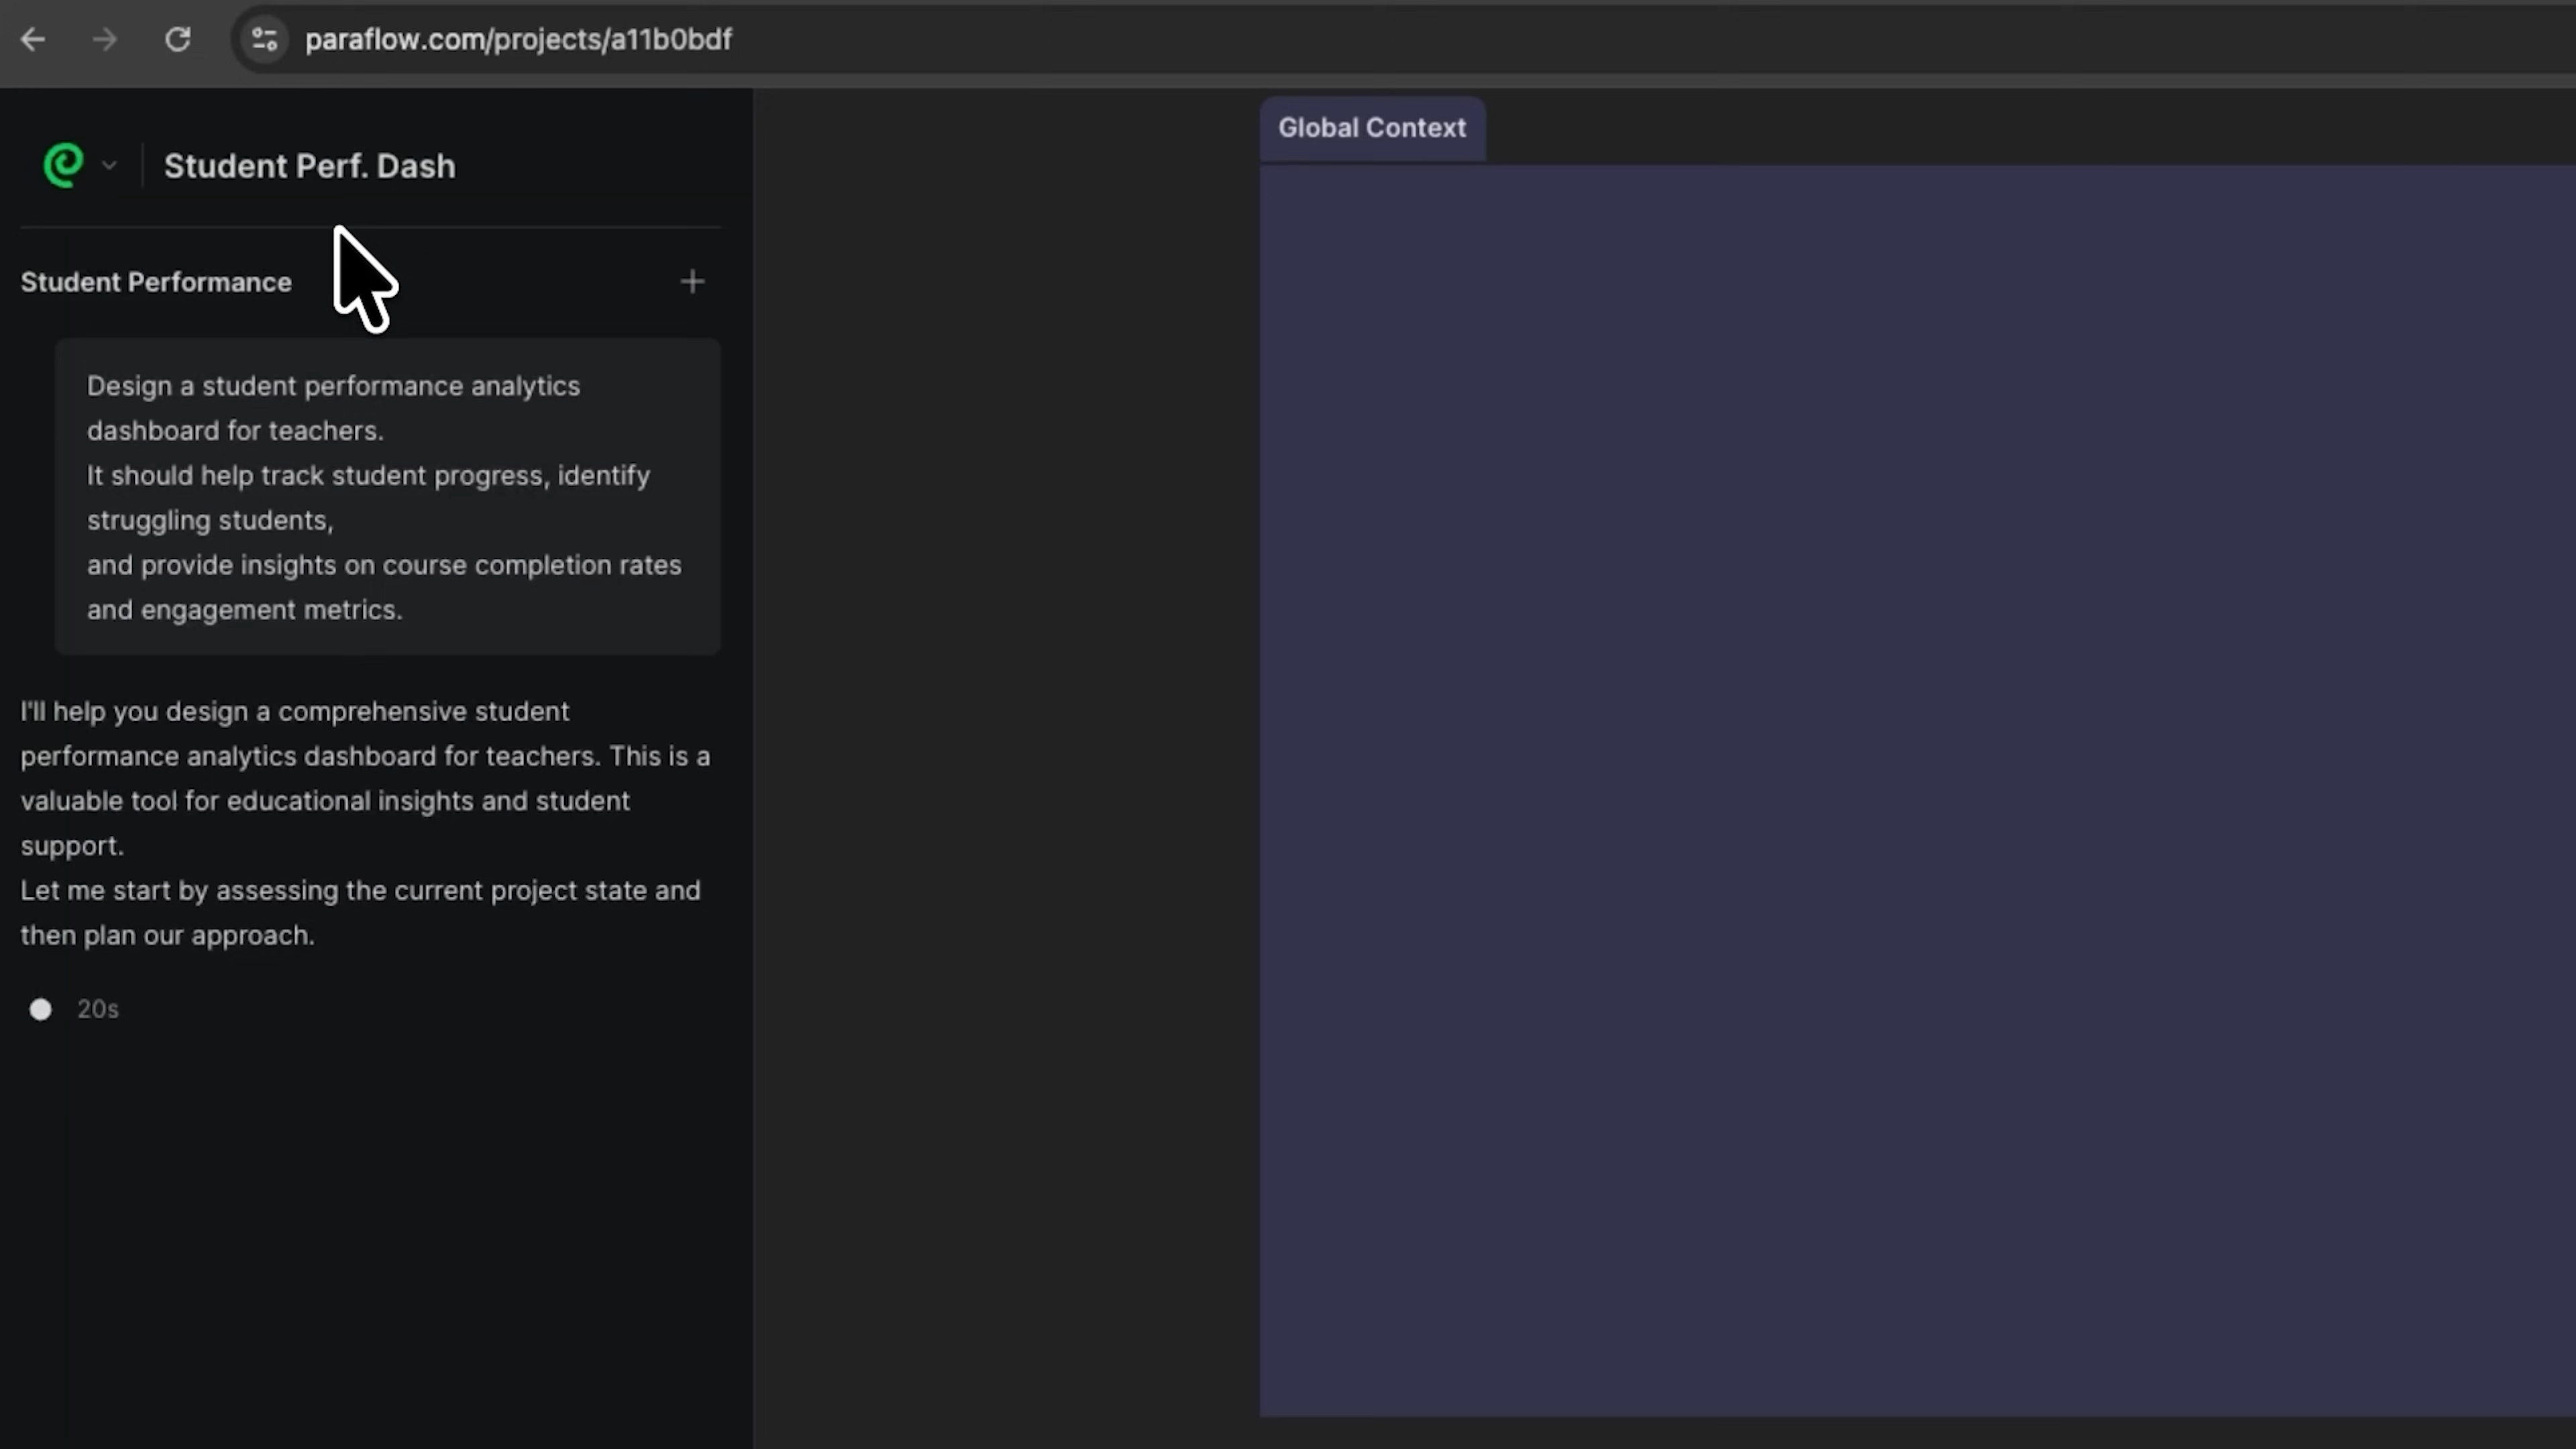 paraflow.com/projects/a11b0bdf
Student Perf. Dash
Student Performance
Design a student performance analytics
dashboard for teachers.
It should help track student progress, identify
struggling students,
and provide insights on course completion rates
and engagement metrics.
I'll help you design a comprehensive student
performance analytics dashboard for teachers. This is a
valuable tool for educational insights and student
support.
Let me start by assessing the current project state and
then plan our approach.
20s
Global Context